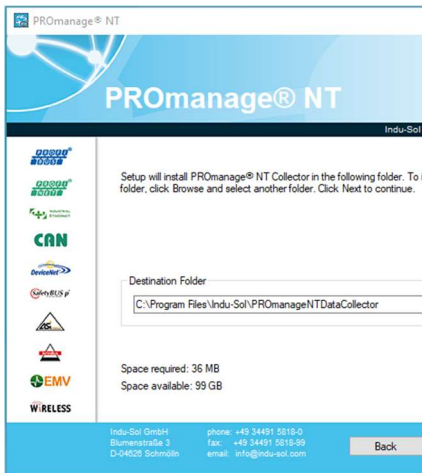 PROmanage® NT
PROmanage® NT
Indu-Sol
Setup will install PROmanage® NT Collector in the following folder. To i
folder, click Browse and select another folder. Click Next to continue.
CAN
DeviceNet
SafetyBUS p
EMV
WiRELESS
Destination Folder
C:\Program Files\Indu-Sol\PROmanageNTDataCollector
Space required: 36 MB
Space available: 99 GB
Indu-Sol GmbH
Blumenstraße 3
D-04626 Schmölln
phone: +49 34491 5818-0
fax: +49 34491 5818-99
email: info@indu-sol.com
Back